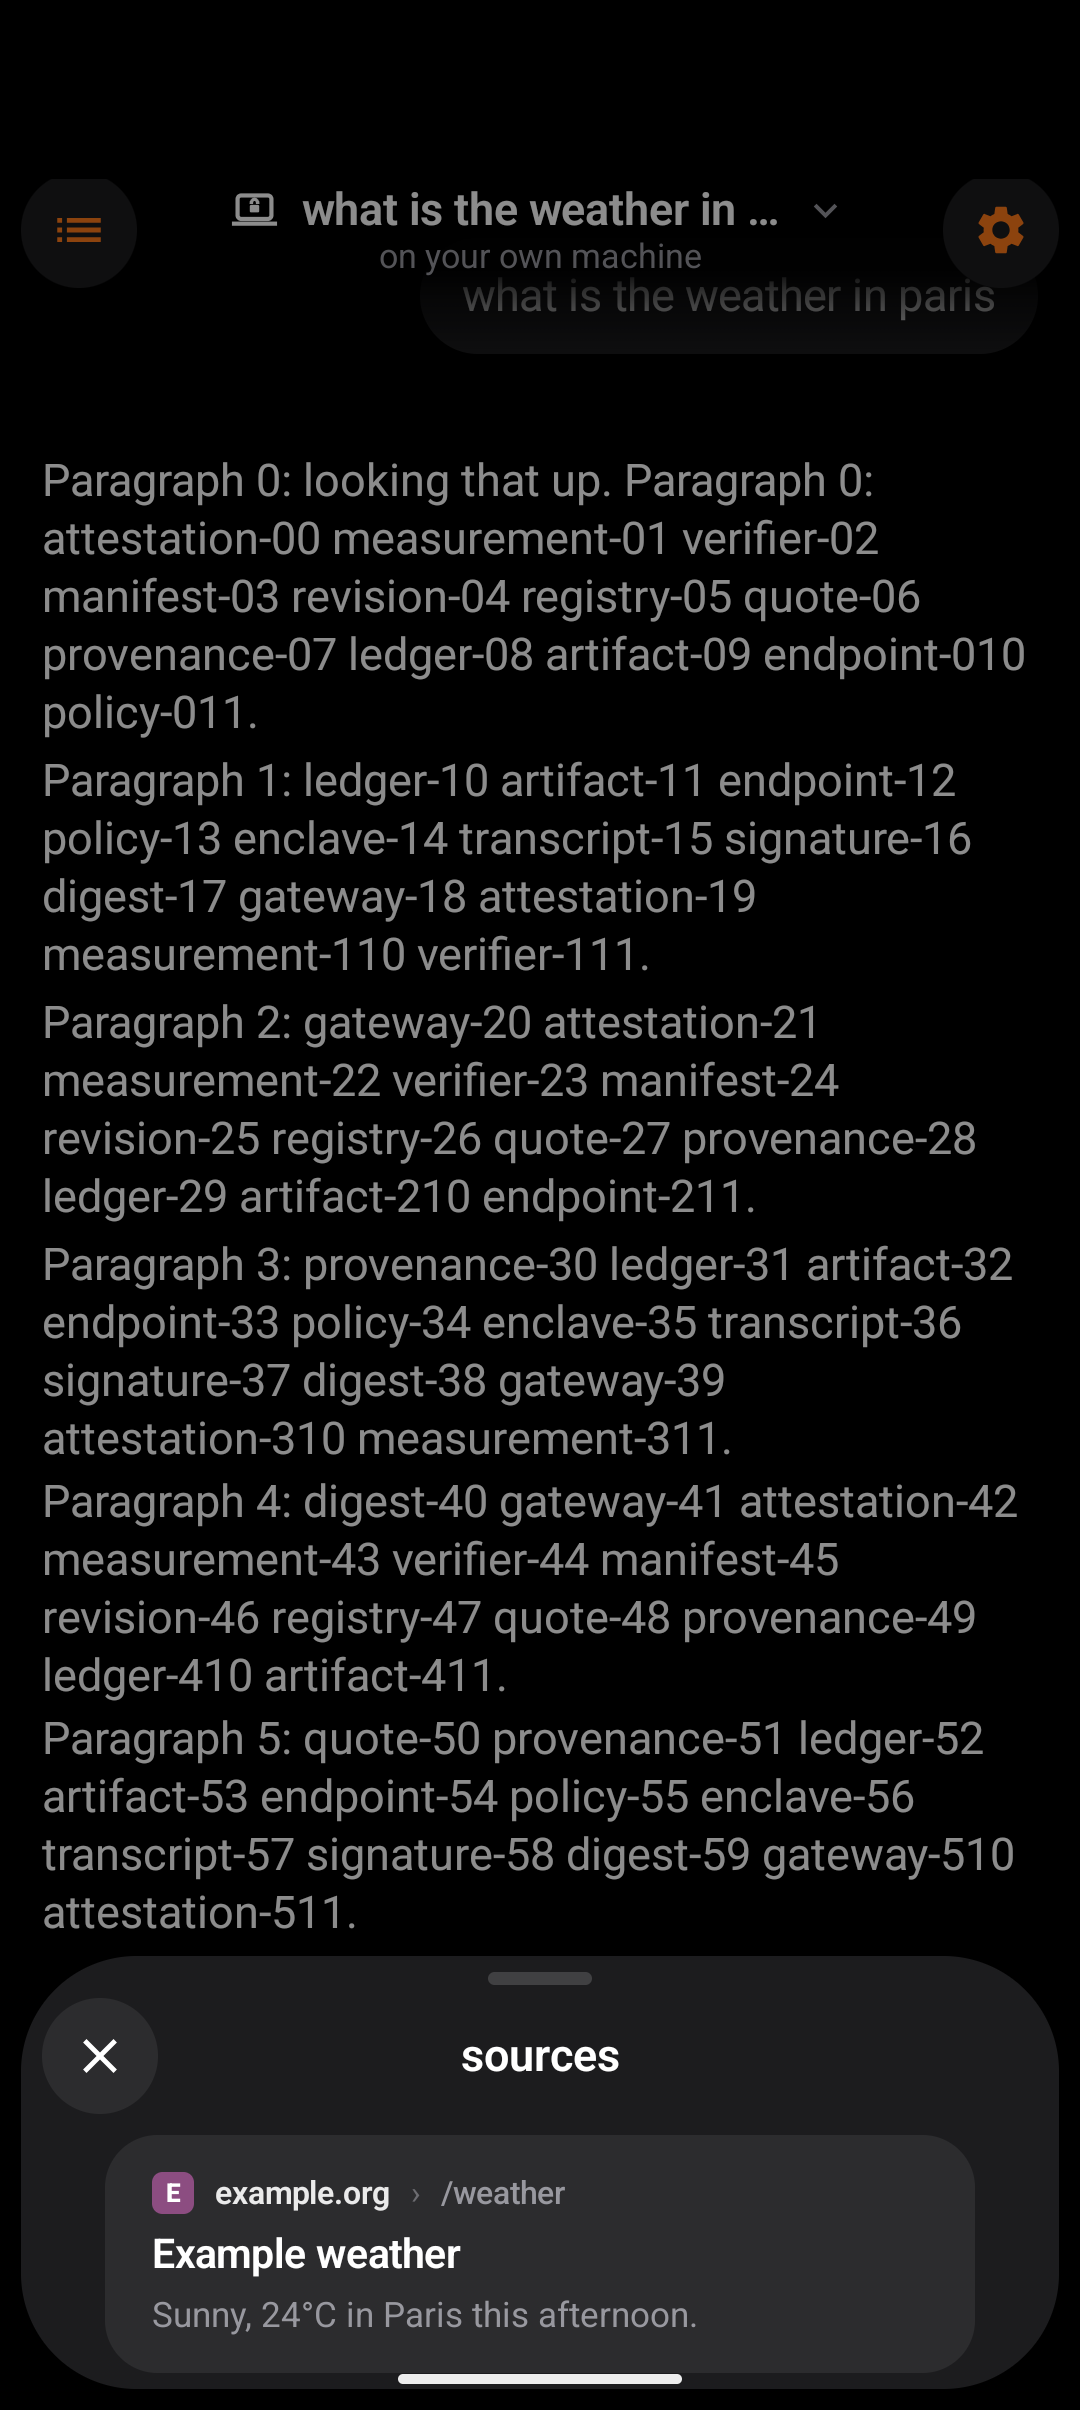 what is the weather in ...
on your own machine
what is the weather in paris
Paragraph 0: looking that up. Paragraph 0:
attestation-00 measurement-01 verifier-02
manifest-03 revision-04 registry-05 quote-06
provenance-07 ledger-08 artifact-09 endpoint-010
policy-011.
Paragraph 1: ledger-10 artifact-11 endpoint-12
policy-13 enclave-14 transcript-15 signature-16
digest-17 gateway-18 attestation-19
measurement-110 verifier-111.
Paragraph 2: gateway-20 attestation-21
measurement-22 verifier-23 manifest-24
revision-25 registry-26 quote-27 provenance-28
ledger-29 artifact-210 endpoint-211.
Paragraph 3: provenance-30 ledger-31 artifact-32
endpoint-33 policy-34 enclave-35 transcript-36
signature-37 digest-38 gateway-39
attestation-310 measurement-311.
Paragraph 4: digest-40 gateway-41 attestation-42
measurement-43 verifier-44 manifest-45
revision-46 registry-47 quote-48 provenance-49
ledger-410 artifact-411.
Paragraph 5: quote-50 provenance-51 ledger-52
artifact-53 endpoint-54 policy-55 enclave-56
transcript-57 signature-58 digest-59 gateway-510
attestation-511.
sources
E example.org › /weather
Example weather
Sunny, 24°C in Paris this afternoon.